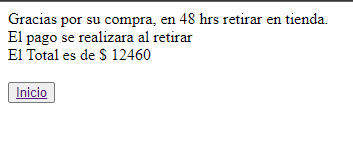 Gracias por su compra, en 48 hrs retirar en tienda.
El pago se realizara al retirar
El Total es de $ 12460
Inicio